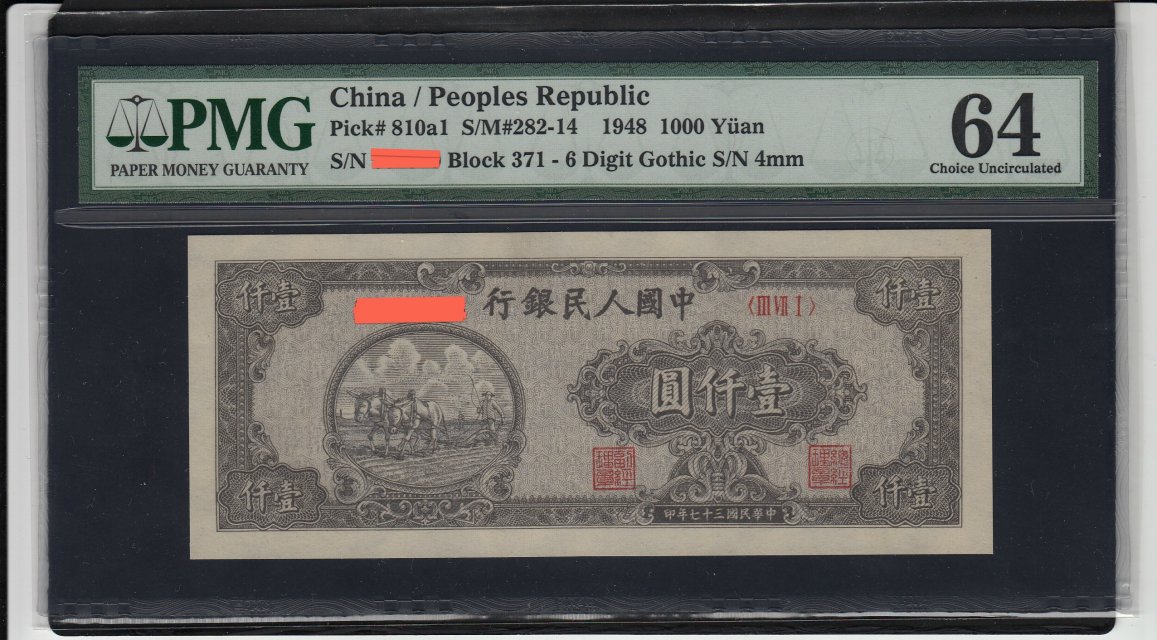 PMG
PAPER MONEY GUARANTY
China / Peoples Republic
Pick# 810a1 S/M#282-14 1948 1000 Yüan
S/N Block 371 - 6 Digit Gothic S/N 4mm
64
Choice Uncirculated
仟壹
仟壹
行銀民人國中
〈ⅢⅦⅠ〉
圓仟壹
仟壹
仟壹
印年七十三國民華中